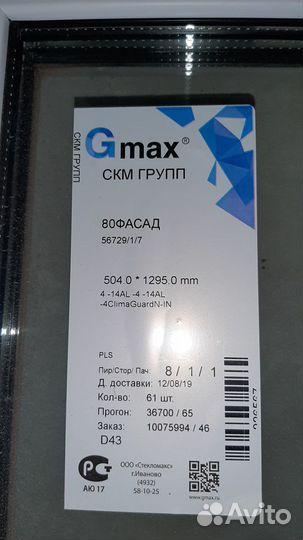 СКМ ГРУПП
Gmax®
СКМ ГРУПП
80ФАСАД
56729/1/7
504.0 * 1295.0 mm
4 -14AL -4 -14AL
-4ClimaGuardN-IN
PLS
Пир/Стор/ Пач: 8 / 1 / 1
Д. доставки: 12/08/19
Кол-во: 61 шт.
Прогон: 36700 / 65
Заказ: 10075994 / 46
D43
АЮ 17
ООО «Стекломакс»
г.Иваново
(4932)
58-10-25
www.gmax.ru
Avito